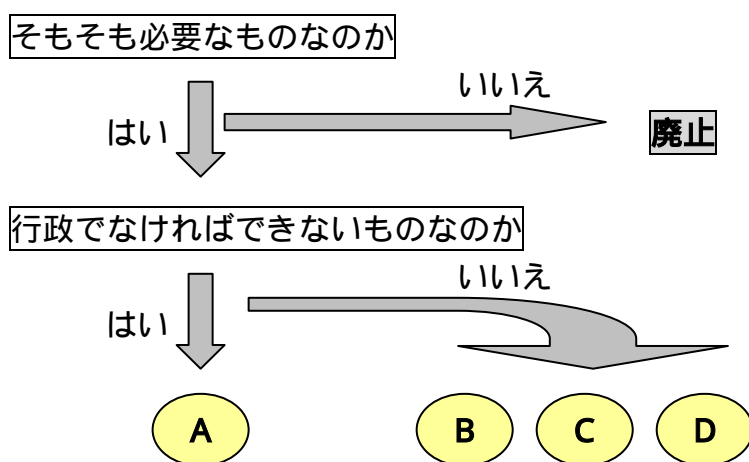 そもそも必要なものなのか
いいえ
はい
廃止
行政でなければできないものなのか
いいえ
はい
A B C D